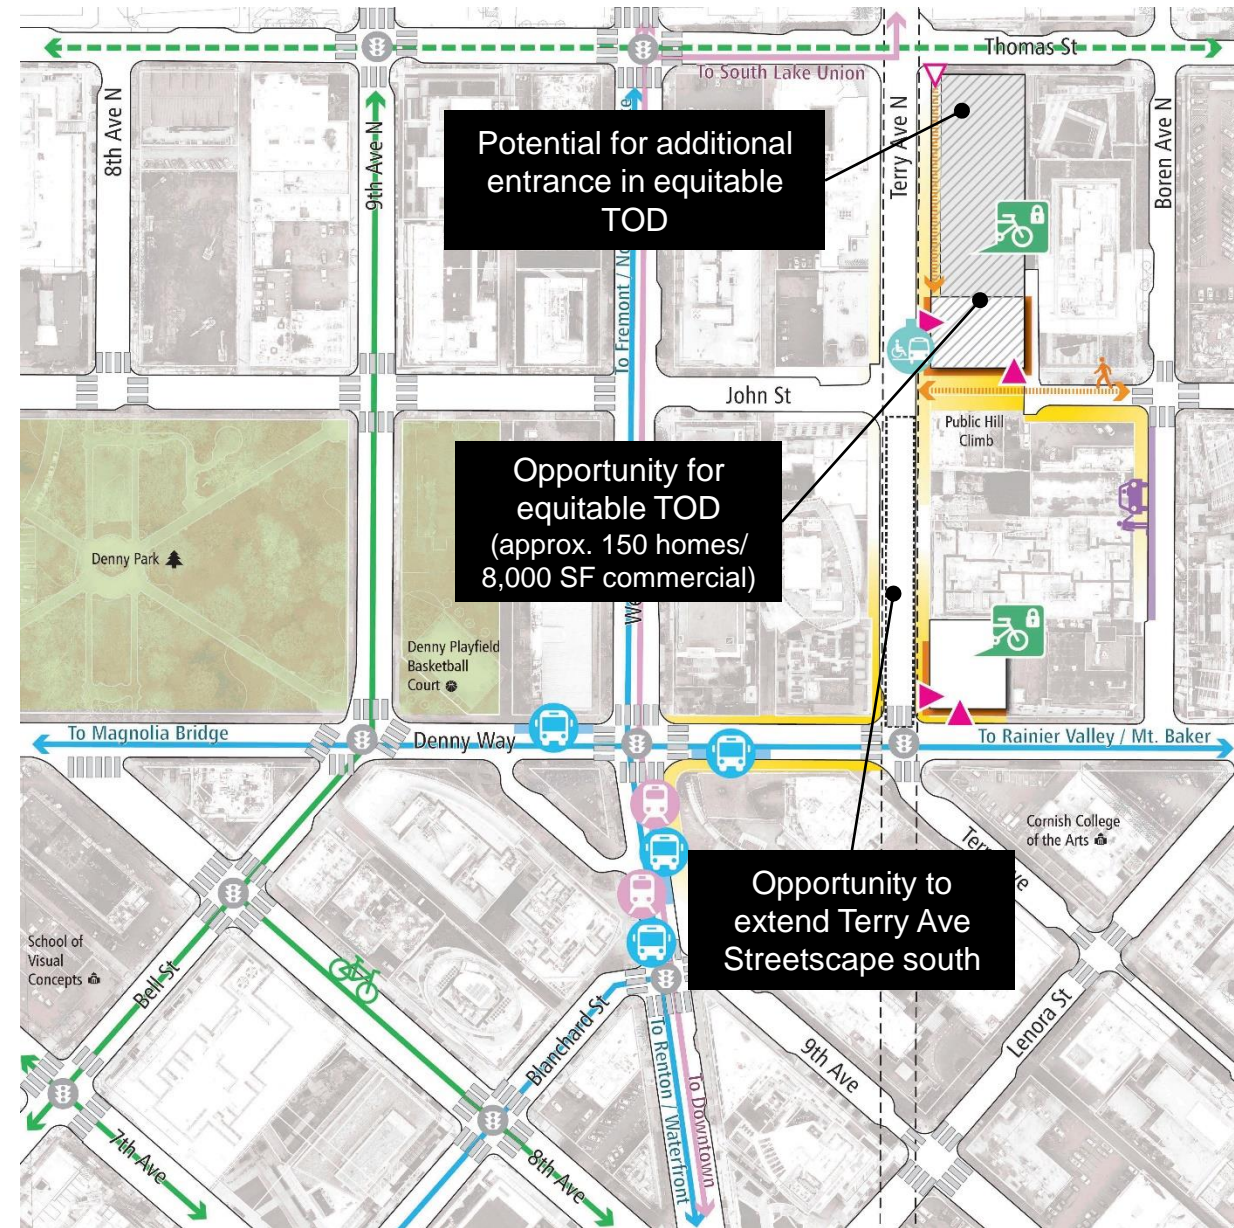 Thomas St
To South Lake Union
8th Ave N
9th Ave N
Terry Ave N
Boren Ave N
Potential for additional
entrance in equitable
TOD
To Fremont / No
John St
Public Hill
Climb
Opportunity for
equitable TOD
(approx. 150 homes/
8,000 SF commercial)
Denny Park
Denny Playfield
Basketball
Court
We
To Magnolia Bridge
Denny Way
To Rainier Valley / Mt. Baker
Cornish College
of the Arts
Terry Ave
Opportunity to
extend Terry Ave
Streetscape south
School of
Visual
Concepts
Bell St
Blanchard St
Lenora St
9th Ave
To Renton / Waterfront
To Downtown
7th Ave
8th Ave